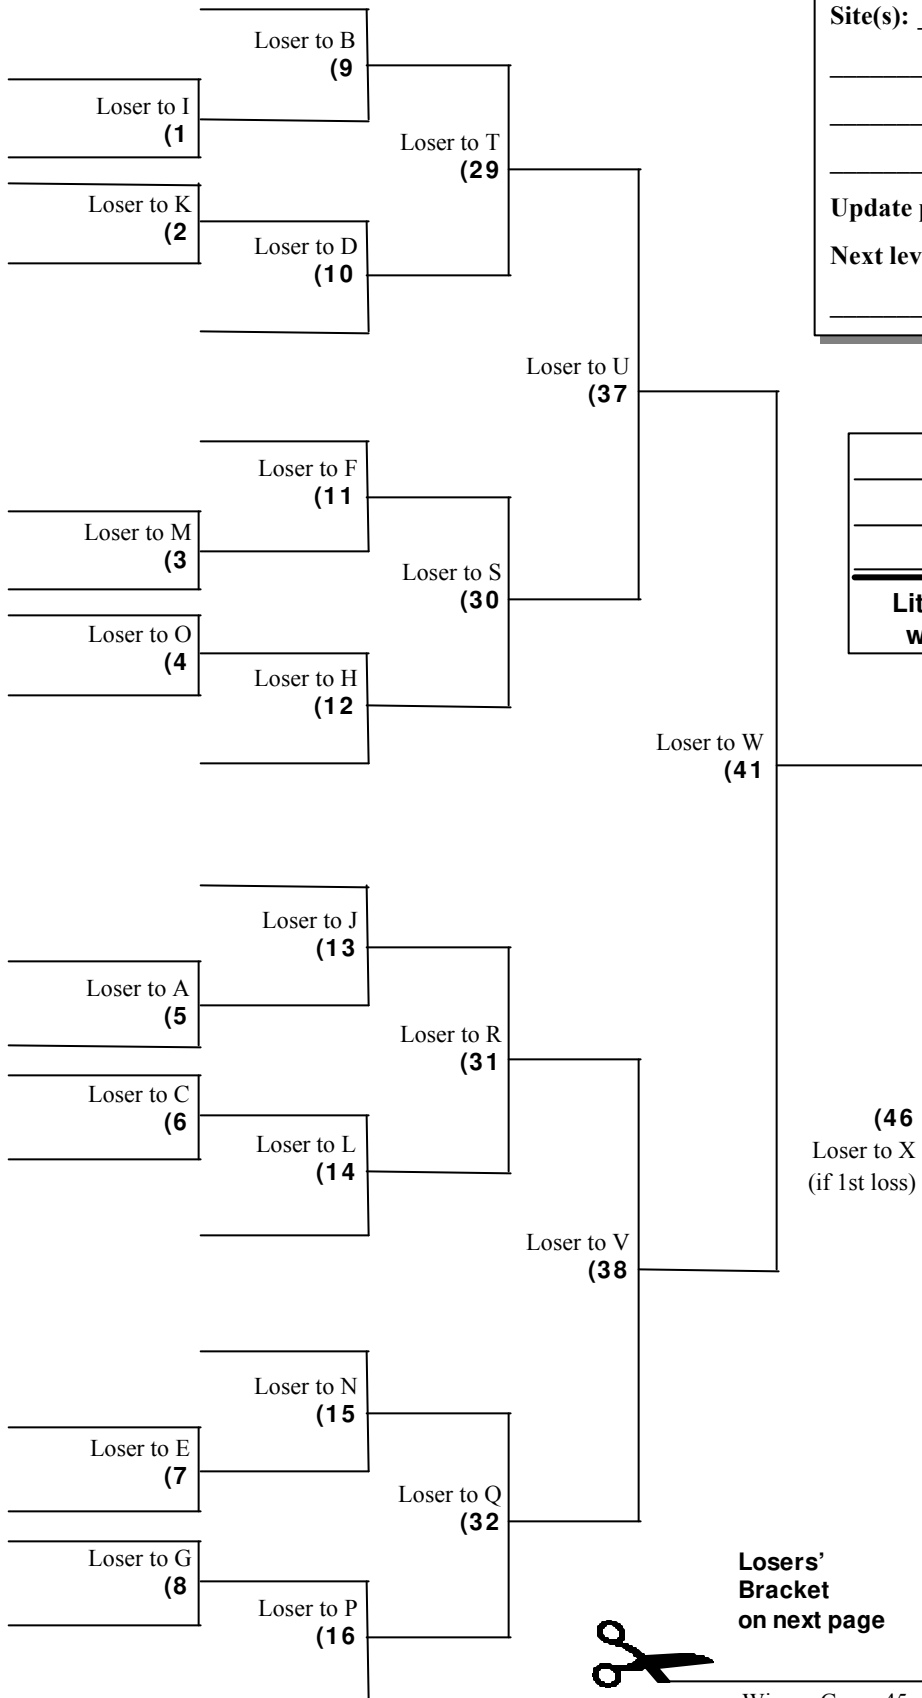 Site(s): _
Loser to B
(9
Loser to I
(1
Loser to T
(29
Loser to K
(2
Update
Loser to D
(10
Next lev
Loser to U
(37
Loser to F
(11
Loser to M
(3
Loser to S
(30
Lit
w
Loser to O
(4
Loser to H
(12
Loser to W
(41
Loser to J
(13
Loser to A
(5
Loser to R
(31
Loser to C
(6
(46
Loser to X
(if 1st loss)
Loser to L
(14
Loser to V
(38
Loser to N
(15
Loser to E
(7
Loser to Q
(32
Loser to G
(8
Losers'
Bracket
on next page
Loser to P
(16